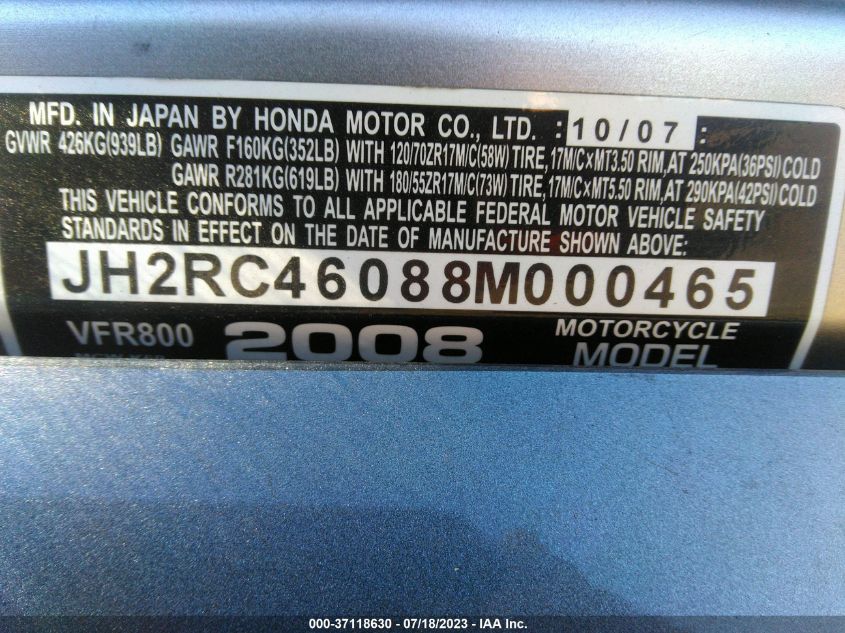 MFD. IN JAPAN BY HONDA MOTOR CO., LTD. : 10/07 :
GVWR 426KG(939LB) GAWR F160KG(352LB) WITH 120/70ZR17M/C(58W) TIRE, 17M/C×MT3.50 RIM, AT 250KPA(36PSI) COLD
GAWR R281KG(619LB) WITH 180/55ZR17M/C(73W) TIRE, 17M/C×MT5.50 RIM, AT 290KPA(42PSI) COLD
THIS VEHICLE CONFORMS TO ALL APPLICABLE FEDERAL MOTOR VEHICLE SAFETY
STANDARDS IN EFFECT ON THE DATE OF MANUFACTURE SHOWN ABOVE:
JH2RC46088M000465
VFR800 2008 MOTORCYCLE
MODEL
000-37118630 - 07/18/2023 - IAA Inc.